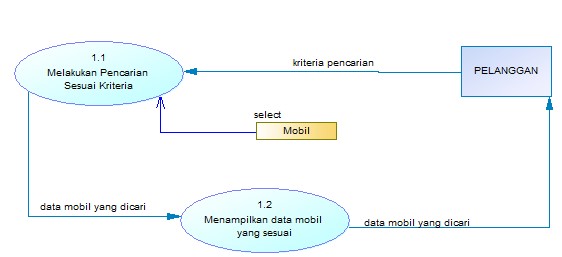 1.1
Melakukan Pencarian
Sesuai Kriteria
kriteria pencarian
PELANGGAN
select
Mobil
data mobil yang dicari
1.2
Menampilkan data mobil
yang sesuai
data mobil yang dicari